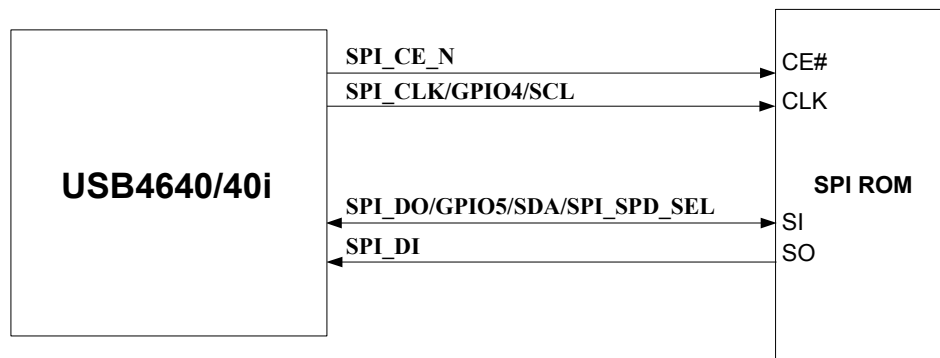 SPI_CE_N
CE#
SPI_CLK/GPIO4/SCL
CLK
USB4640/40i
SPI ROM
SPI_DO/GPIO5/SDA/SPI_SPD_SEL
SI
SPI_DI
SO